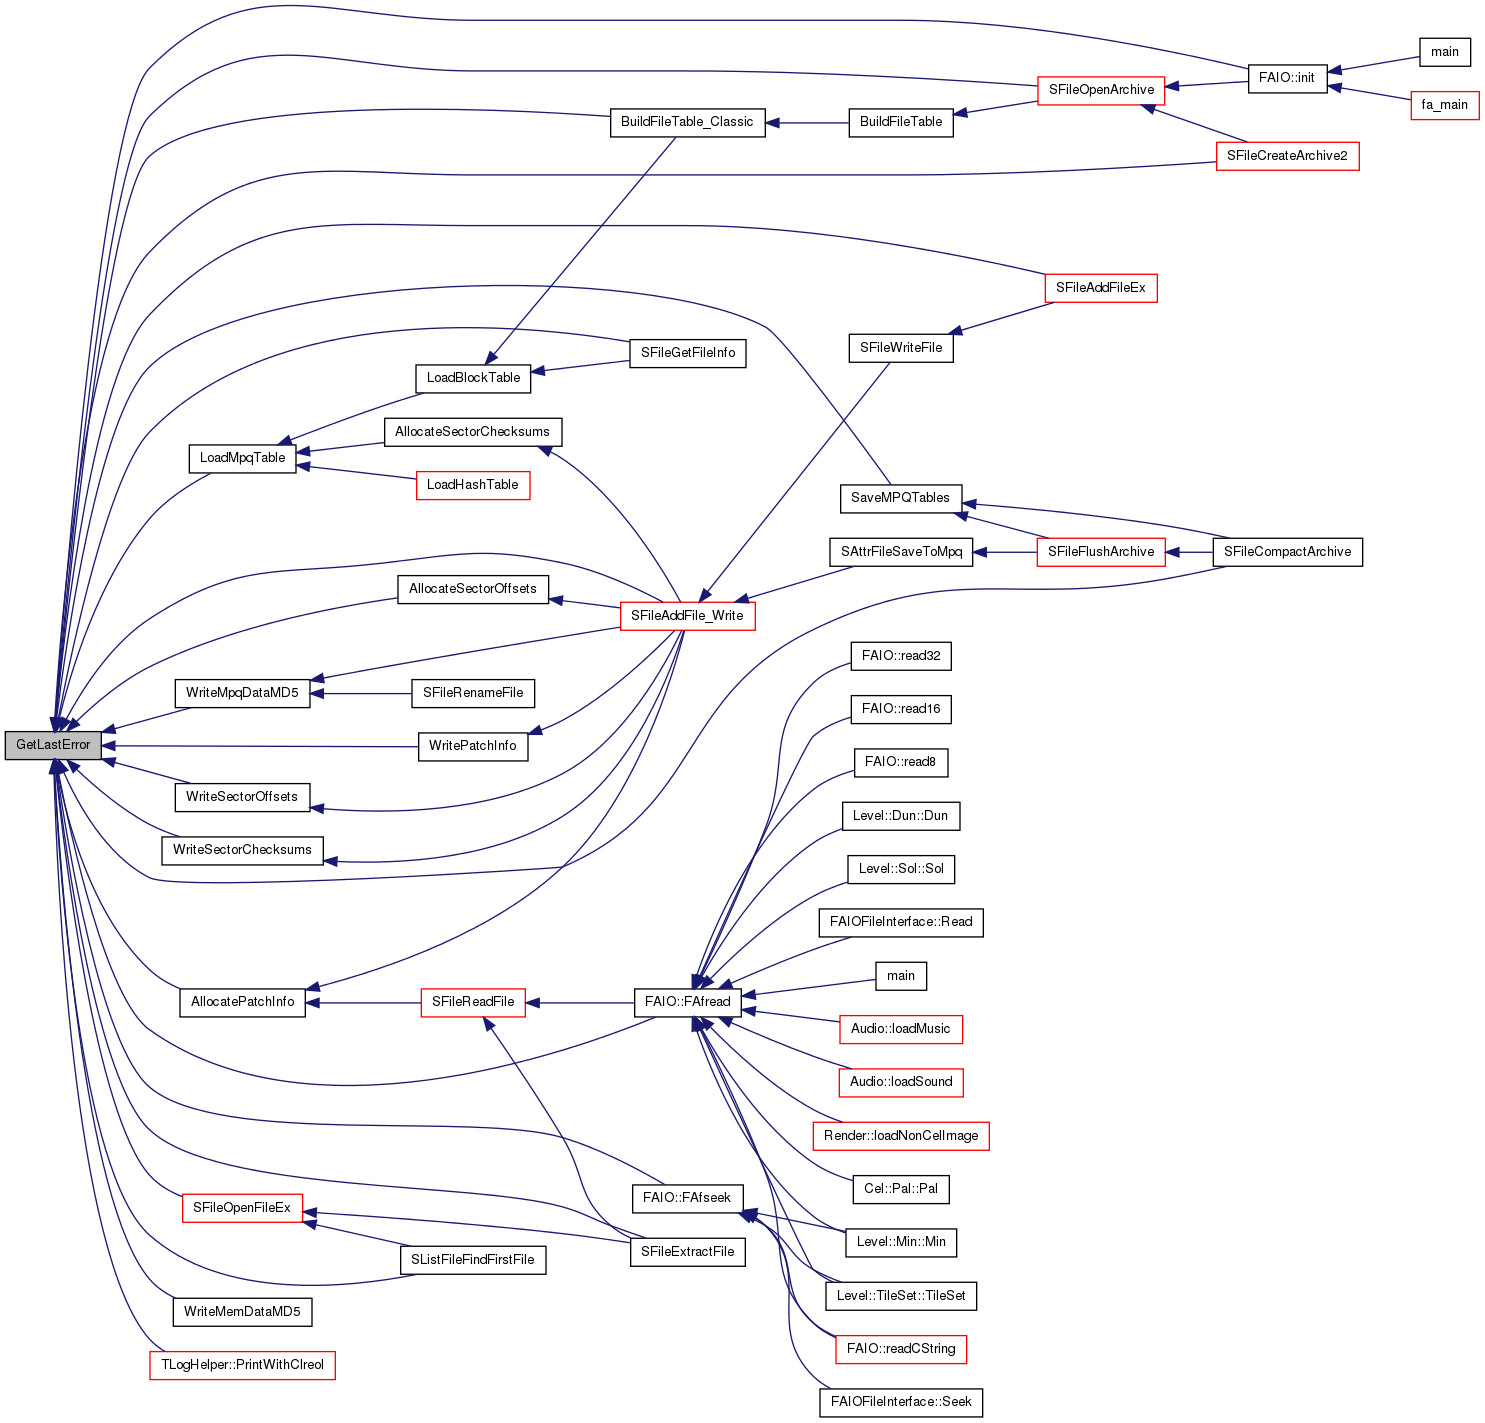 main
FAIO::init
SFileOpenArchive
fa_main
BuildFileTable_Classic
BuildFileTable
SFileCreateArchive2
SFileAddFileEx
SFileWriteFile
SFileGetFileInfo
LoadBlockTable
AllocateSectorChecksums
LoadMpqTable
LoadHashTable
SaveMPQTables
SAttrFileSaveToMpq
SFileFlushArchive
SFileCompactArchive
AllocateSectorOffsets
SFileAddFile_Write
FAIO::read32
WriteMpqDataMD5
SFileRenameFile
FAIO::read16
GetLastError
WritePatchInfo
FAIO::read8
WriteSectorOffsets
Level::Dun::Dun
WriteSectorChecksums
Level::Sol::Sol
FAIOFileInterface::Read
main
AllocatePatchInfo
SFileReadFile
FAIO::FAfread
Audio::loadMusic
Audio::loadSound
Render::loadNonCelImage
Cel::Pal::Pal
FAIO::FAfseek
SFileOpenFileEx
Level::Min::Min
SFileExtractFile
SListFileFindFirstFile
Level::TileSet::TileSet
WriteMemDataMD5
FAIO::readCString
TLogHelper::PrintWithClreol
FAIOFileInterface::Seek